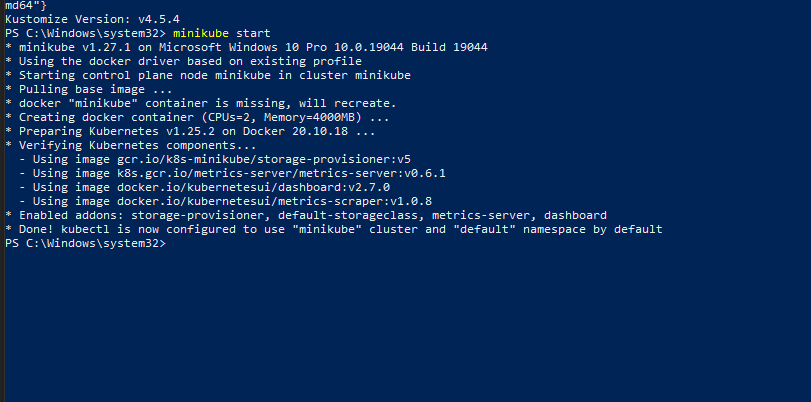 md64"}
Kustomize Version: v4.5.4
PS C:\Windows\system32> minikube start
* minikube v1.27.1 on Microsoft Windows 10 Pro 10.0.19044 Build 19044
* Using the docker driver based on existing profile
* Starting control plane node minikube in cluster minikube
* Pulling base image ...
* docker "minikube" container is missing, will recreate.
* Creating docker container (CPUs=2, Memory=4000MB) ...
* Preparing Kubernetes v1.25.2 on Docker 20.10.18 ...
* Verifying Kubernetes components...
  - Using image gcr.io/k8s-minikube/storage-provisioner:v5
  - Using image k8s.gcr.io/metrics-server/metrics-server:v0.6.1
  - Using image docker.io/kubernetesui/dashboard:v2.7.0
  - Using image docker.io/kubernetesui/metrics-scraper:v1.0.8
* Enabled addons: storage-provisioner, default-storageclass, metrics-server, dashboard
* Done! kubectl is now configured to use "minikube" cluster and "default" namespace by default
PS C:\Windows\system32>